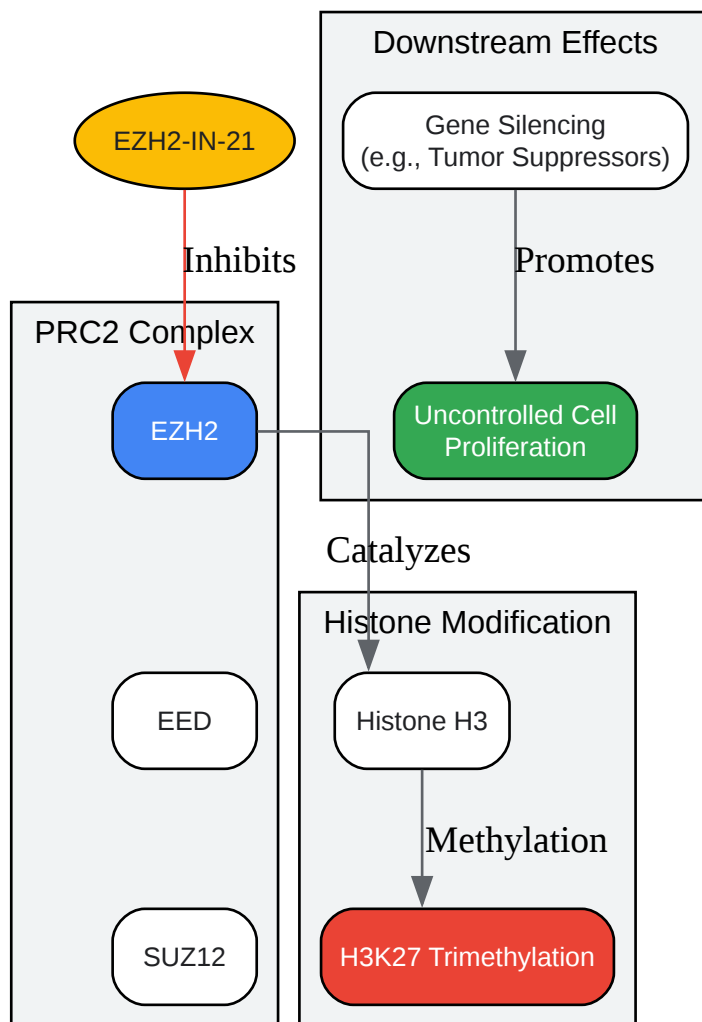 Downstream Effects
EZH2-IN-21
Gene Silencing
(e.g., Tumor Suppressors)
Inhibits
Promotes
PRC2 Complex
EZH2
Uncontrolled Cell
Proliferation
Catalyzes
Histone Modification
EED
Histone H3
Methylation
SUZ12
H3K27 Trimethylation